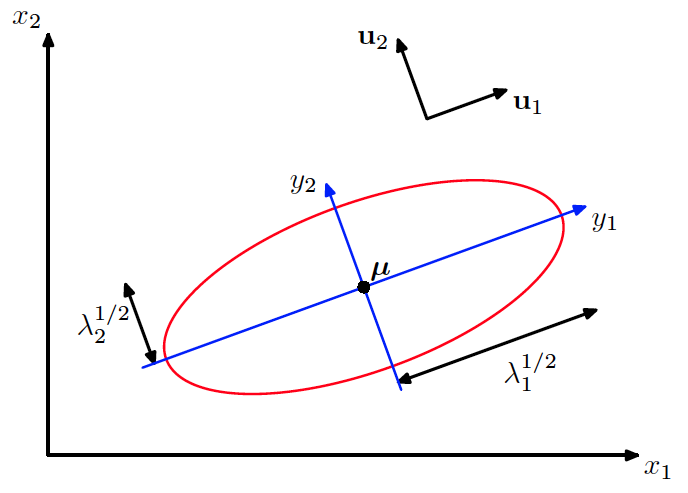 x₂
u₂
u₁
y₂
y₁
μ
λ₂^{1/2}
λ₁^{1/2}
x₁